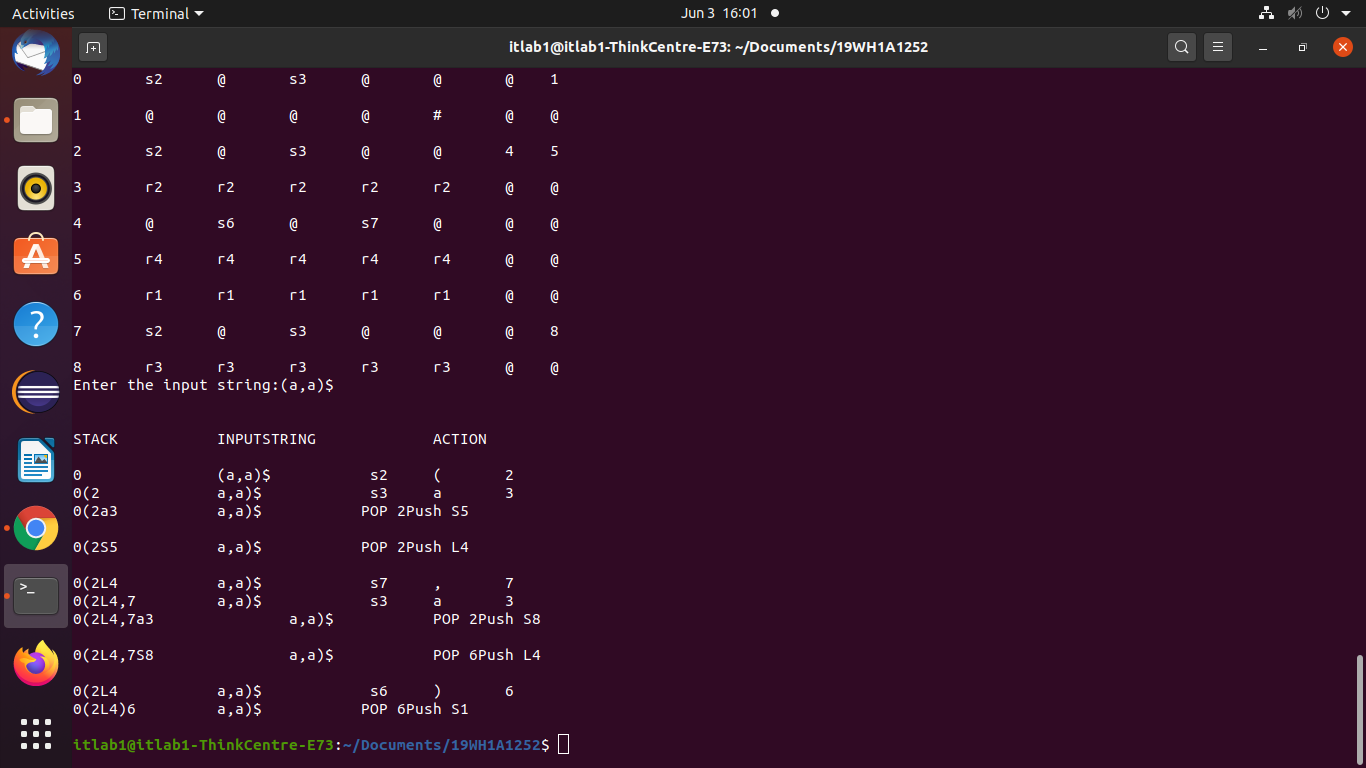 Activities Terminal Jun 3 16:01
itlab1@itlab1-ThinkCentre-E73: ~/Documents/19WH1A1252
0 s2 @ s3 @ @ @ 1
1 @ @ @ @ # @ @
2 s2 @ s3 @ @ 4 5
3 r2 r2 r2 r2 r2 @ @
4 @ s6 @ s7 @ @ @
5 r4 r4 r4 r4 r4 @ @
6 r1 r1 r1 r1 r1 @ @
7 s2 @ s3 @ @ @ 8
8 r3 r3 r3 r3 r3 @ @
Enter the input string:(a,a)$
STACK INPUTSTRING ACTION
0 (a,a)$ s2 ( 2
0(2 a,a)$ s3 a 3
0(2a3 a,a)$ POP 2Push S5
0(2S5 a,a)$ POP 2Push L4
0(2L4 a,a)$ s7 , 7
0(2L4,7 a,a)$ s3 a 3
0(2L4,7a3 a,a)$ POP 2Push S8
0(2L4,7S8 a,a)$ POP 6Push L4
0(2L4 a,a)$ s6 ) 6
0(2L4)6 a,a)$ POP 6Push S1
itlab1@itlab1-ThinkCentre-E73:~/Documents/19WH1A1252$